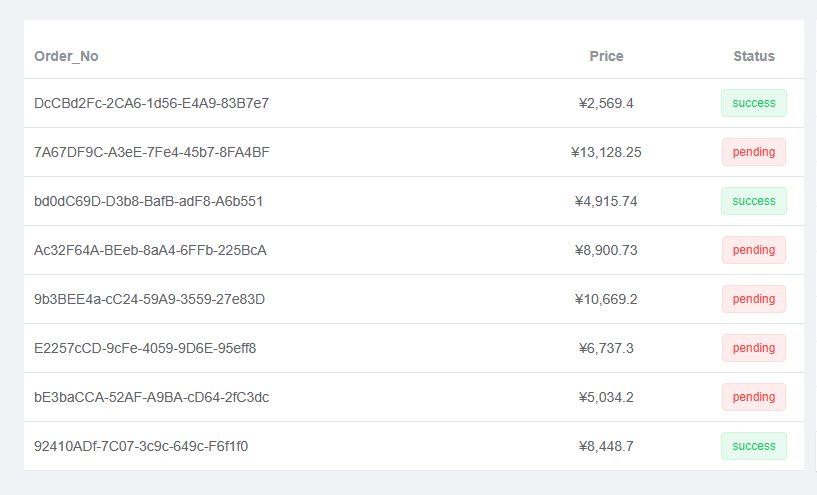 Order_No Price Status
DcCBd2Fc-2CA6-1d56-E4A9-83B7e7 ¥2,569.4 success
7A67DF9C-A3eE-7Fe4-45b7-8FA4BF ¥13,128.25 pending
bd0dC69D-D3b8-BafB-adF8-A6b551 ¥4,915.74 success
Ac32F64A-BEeb-8aA4-6FFb-225BcA ¥8,900.73 pending
9b3BEE4a-cC24-59A9-3559-27e83D ¥10,669.2 pending
E2257cCD-9cFe-4059-9D6E-95eff8 ¥6,737.3 pending
bE3baCCA-52AF-A9BA-cD64-2fC3dc ¥5,034.2 pending
92410ADf-7C07-3c9c-649c-F6f1f0 ¥8,448.7 success